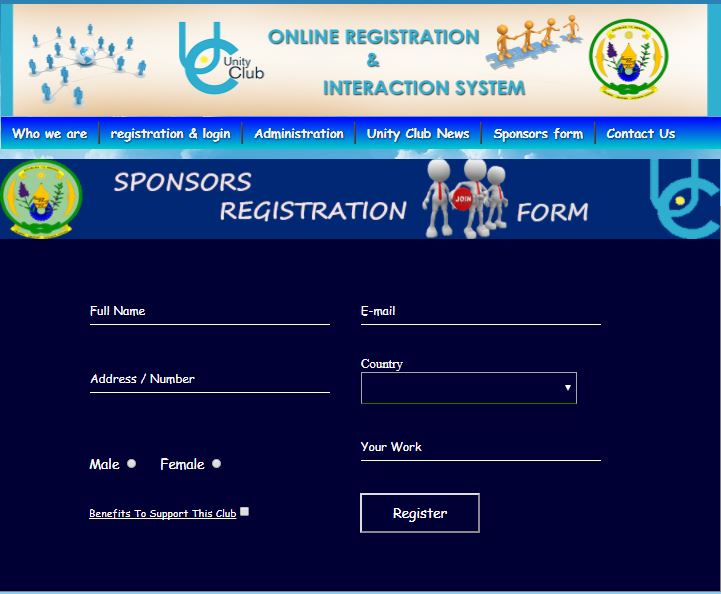 ONLINE REGISTRATION
&
INTERACTION SYSTEM
Unity
Club
Who we are
registration & login
Administration
Unity Club News
Sponsors form
Contact Us
SPONSORS
REGISTRATION
JOIN
FORM
Full Name
E-mail
Address / Number
Country
Your Work
Male
Female
Benefits To Support This Club
Register